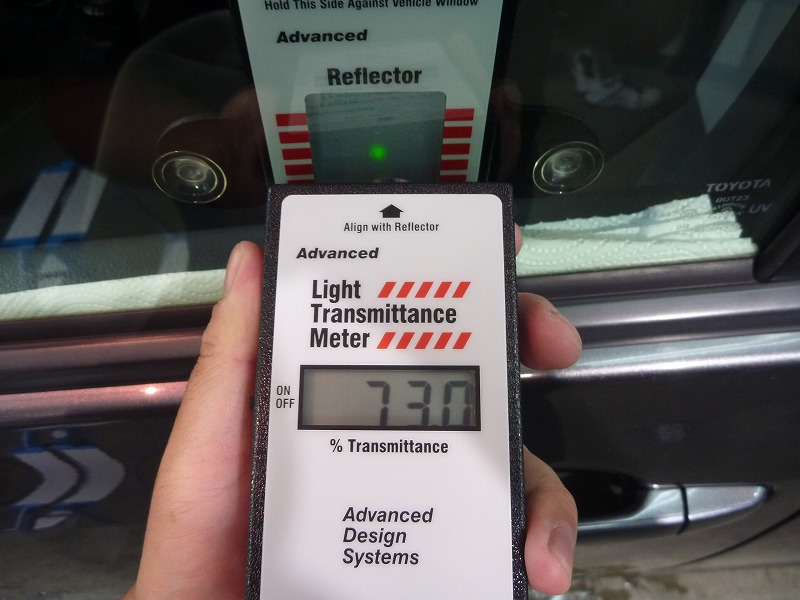 Hold This Side Against Vehicle Window
Advanced
Reflector
TOYOTA
UV
Align with Reflector
Advanced
Light
Transmittance
Meter
ON
OFF
73.0
% Transmittance
Advanced
Design
Systems